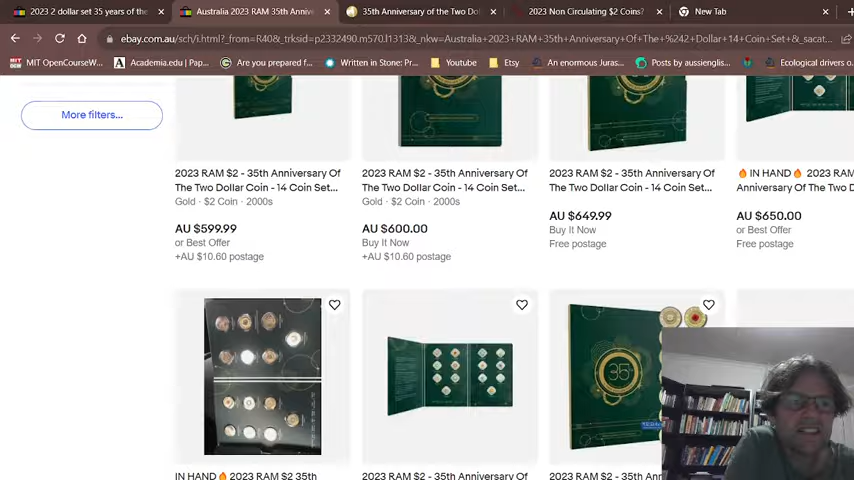 2023 2 dollar set 35 years of the
Australia 2023 RAM 35th Annive
35th Anniversary of the Two Dol
2023 Non Circulating $2 Coins?
New Tab
ebay.com.au/sch/i.html?_from=R40&_trksid=p2332490.m570.l1313&_nkw=Australia+2023+RAM+35th+Anniversary+Of+The+%242+Dollar+14+Coin+Set+&_sacat
MIT OpenCourseW...
Academia.edu | Pap...
Are you prepared f...
Written in Stone: Pr...
Youtube
Etsy
An enormous Juras...
Posts by aussienglis...
Ecological drivers o...
More filters...
2023 RAM $2 - 35th Anniversary Of
The Two Dollar Coin - 14 Coin Set...
Gold · $2 Coin · 2000s
AU $599.99
or Best Offer
+AU $10.60 postage
2023 RAM $2 - 35th Anniversary Of
The Two Dollar Coin - 14 Coin Set...
Gold · $2 Coin · 2000s
AU $600.00
Buy It Now
+AU $10.60 postage
2023 RAM $2 - 35th Anniversary Of
The Two Dollar Coin - 14 Coin Set...
AU $649.99
Buy It Now
Free postage
IN HAND 2023 RAM
Anniversary Of The Two D
AU $650.00
or Best Offer
Free postage
35
IN HAND 2023 RAM $2 35th
2023 RAM $2 - 35th Anniversary Of
2023 RAM $2 - 35th An